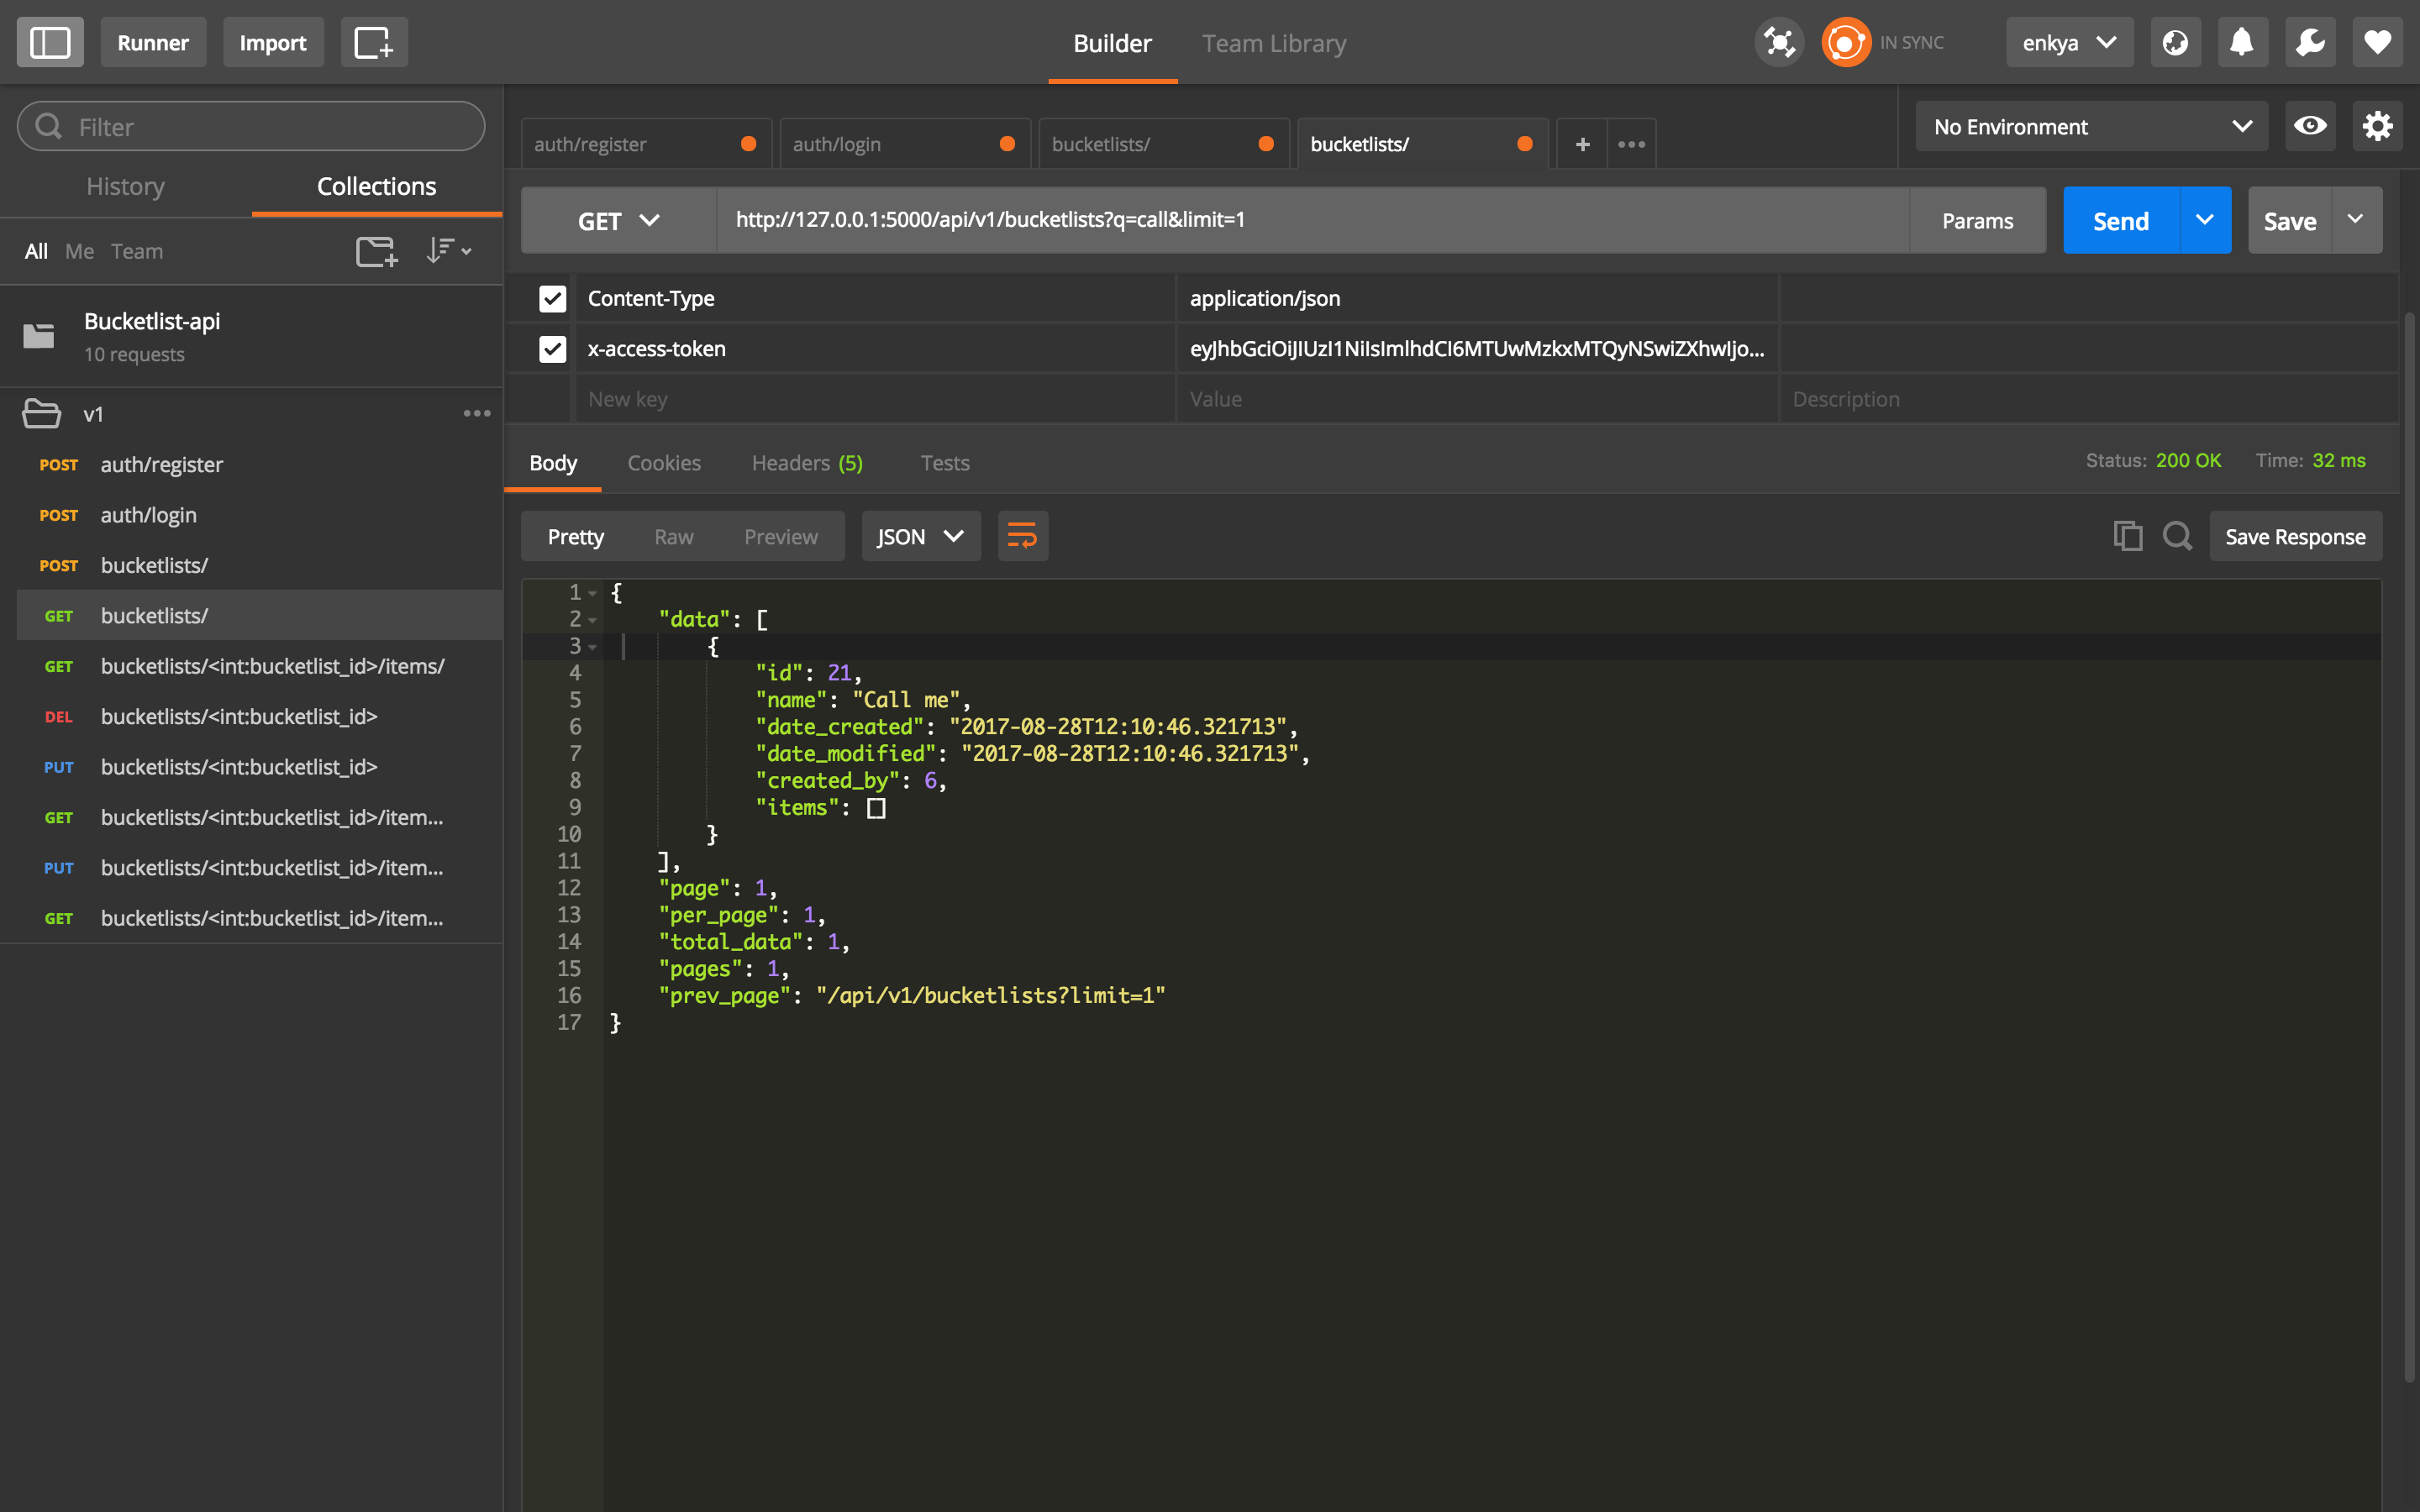 Runner Import Builder Team Library IN SYNC enkya
Filter
History Collections
All Me Team
Bucketlist-api
10 requests
v1
POST auth/register
POST auth/login
POST bucketlists/
GET bucketlists/
GET bucketlists/<int:bucketlist_id>/items/
DEL bucketlists/<int:bucketlist_id>
PUT bucketlists/<int:bucketlist_id>
GET bucketlists/<int:bucketlist_id>/item...
PUT bucketlists/<int:bucketlist_id>/item...
GET bucketlists/<int:bucketlist_id>/item...
auth/register auth/login bucketlists/ bucketlists/ + ••• No Environment
GET http://127.0.0.1:5000/api/v1/bucketlists?q=call&limit=1 Params Send Save
Content-Type application/json
x-access-token eyJhbGciOiJIUzI1NiIsImlhdCI6MTUwMzkxMTQyNSwiZXhwIjo...
New key Value Description
Body Cookies Headers (5) Tests Status: 200 OK Time: 32 ms
Pretty Raw Preview JSON Save Response
1 {
2 "data": [
3 {
4 "id": 21,
5 "name": "Call me",
6 "date_created": "2017-08-28T12:10:46.321713",
7 "date_modified": "2017-08-28T12:10:46.321713",
8 "created_by": 6,
9 "items": []
10 }
11 ],
12 "page": 1,
13 "per_page": 1,
14 "total_data": 1,
15 "pages": 1,
16 "prev_page": "/api/v1/bucketlists?limit=1"
17 }